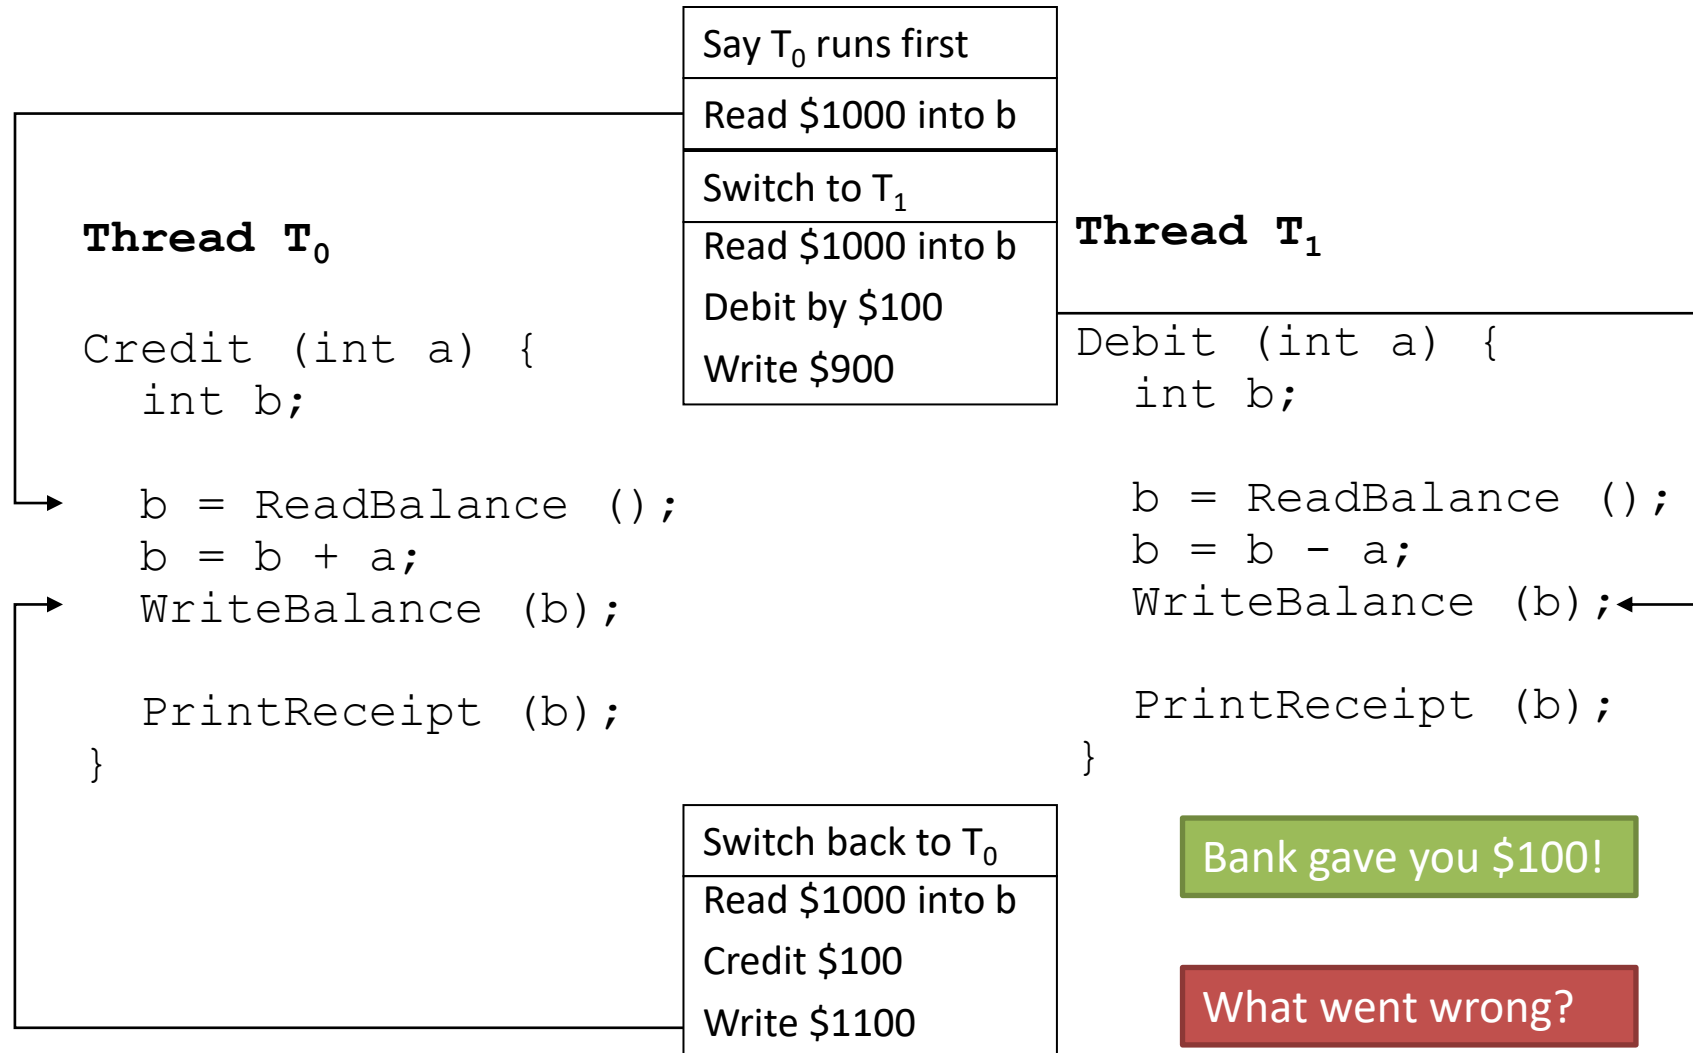 Say T₀ runs first
Read $1000 into b
Switch to T₁
Read $1000 into b
Debit by $100
Write $900
Thread T₀
Credit (int a) {
int b;
b = ReadBalance ();
b = b + a;
WriteBalance (b);
PrintReceipt (b);
}
Thread T₁
Debit (int a) {
int b;
b = ReadBalance ();
b = b - a;
WriteBalance (b);
PrintReceipt (b);
}
Switch back to T₀
Read $1000 into b
Credit $100
Write $1100
Bank gave you $100!
What went wrong?